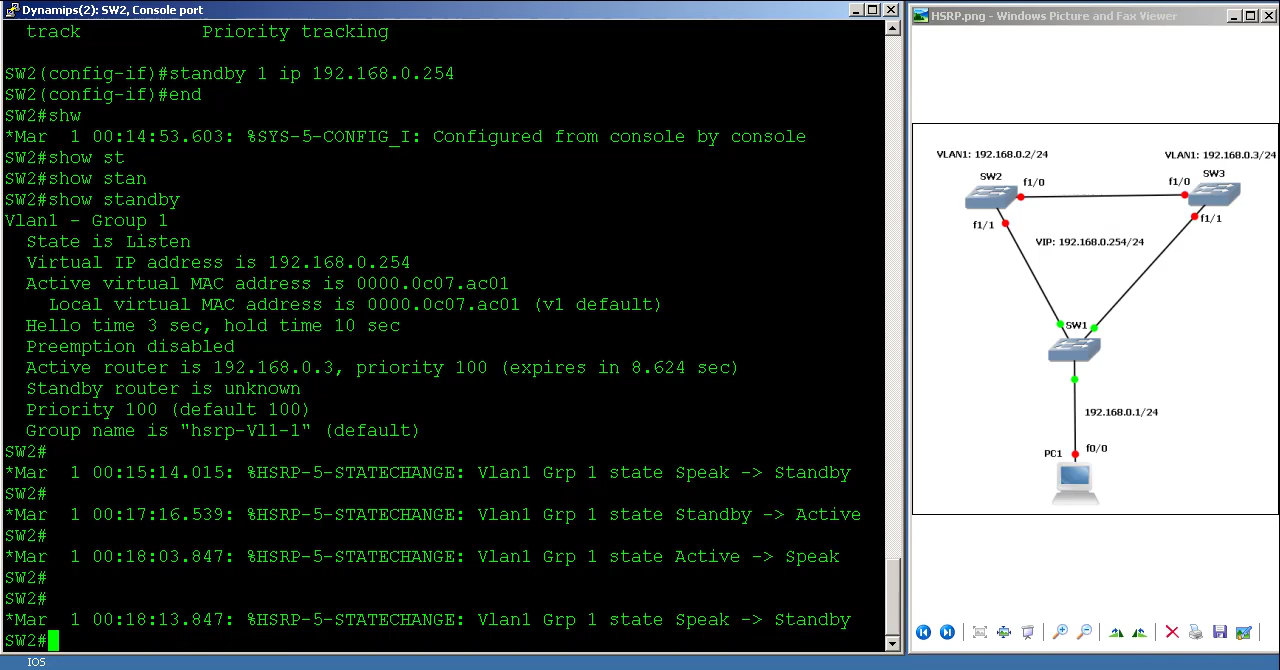 Dynamips(2): SW2, Console port
track Priority tracking
SW2(config-if)#standby 1 ip 192.168.0.254
SW2(config-if)#end
SW2#shw
*Mar 1 00:14:53.603: %SYS-5-CONFIG_I: Configured from console by console
SW2#show st
SW2#show stan
SW2#show standby
Vlan1 - Group 1
State is Listen
Virtual IP address is 192.168.0.254
Active virtual MAC address is 0000.0c07.ac01
Local virtual MAC address is 0000.0c07.ac01 (v1 default)
Hello time 3 sec, hold time 10 sec
Preemption disabled
Active router is 192.168.0.3, priority 100 (expires in 8.624 sec)
Standby router is unknown
Priority 100 (default 100)
Group name is "hsrp-Vl1-1" (default)
SW2#
*Mar 1 00:15:14.015: %HSRP-5-STATECHANGE: Vlan1 Grp 1 state Speak -> Standby
SW2#
*Mar 1 00:17:16.539: %HSRP-5-STATECHANGE: Vlan1 Grp 1 state Standby -> Active
SW2#
*Mar 1 00:18:03.847: %HSRP-5-STATECHANGE: Vlan1 Grp 1 state Active -> Speak
SW2#
SW2#
*Mar 1 00:18:13.847: %HSRP-5-STATECHANGE: Vlan1 Grp 1 state Speak -> Standby
SW2#
IOS
HSRP.png - Windows Picture and Fax Viewer
VLAN1: 192.168.0.2/24
VLAN1: 192.168.0.3/24
SW2
SW3
f1/0
f1/0
f1/1
f1/1
VIP: 192.168.0.254/24
SW1
192.168.0.1/24
PC1
f0/0